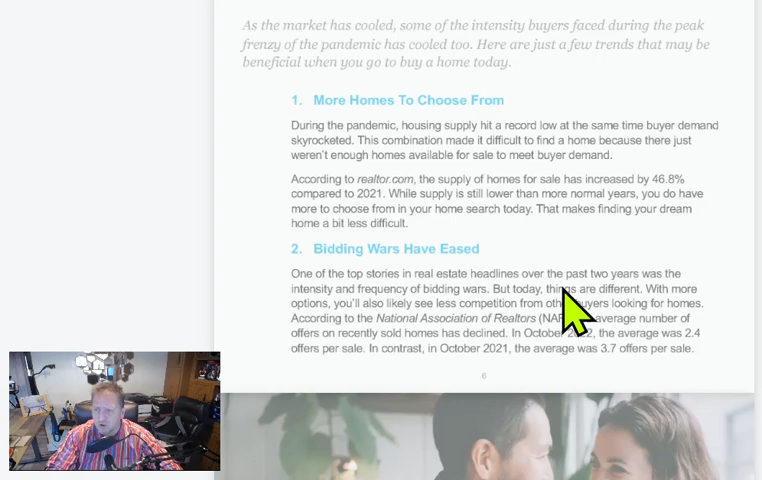 As the market has cooled, some of the intensity buyers faced during the peak
frenzy of the pandemic has cooled too. Here are just a few trends that may be
beneficial when you go to buy a home today.
1. More Homes To Choose From
During the pandemic, housing supply hit a record low at the same time buyer demand
skyrocketed. This combination made it difficult to find a home because there just
weren't enough homes available for sale to meet buyer demand.
According to realtor.com, the supply of homes for sale has increased by 46.8%
compared to 2021. While supply is still lower than more normal years, you do have
more to choose from in your home search today. That makes finding your dream
home a bit less difficult.
2. Bidding Wars Have Eased
One of the top stories in real estate headlines over the past two years was the
intensity and frequency of bidding wars. But today, things are different. With more
options, you'll also likely see less competition from buyers looking for homes.
According to the National Association of Realtors average number of
offers on recently sold homes has declined. In October the average was 2.4
offers per sale. In contrast, in October 2021, the average was 3.7 offers per sale.
6